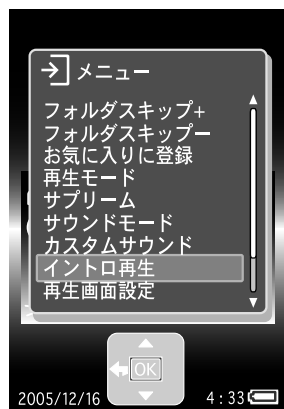 メニュー
フォルダスキップ+
フォルダスキップー
お気に入りに登録
再生モード
サプリーム
サウンドモード
カスタムサウンド
イントロ再生
再生画面設定
OK
2005/12/16
4:33